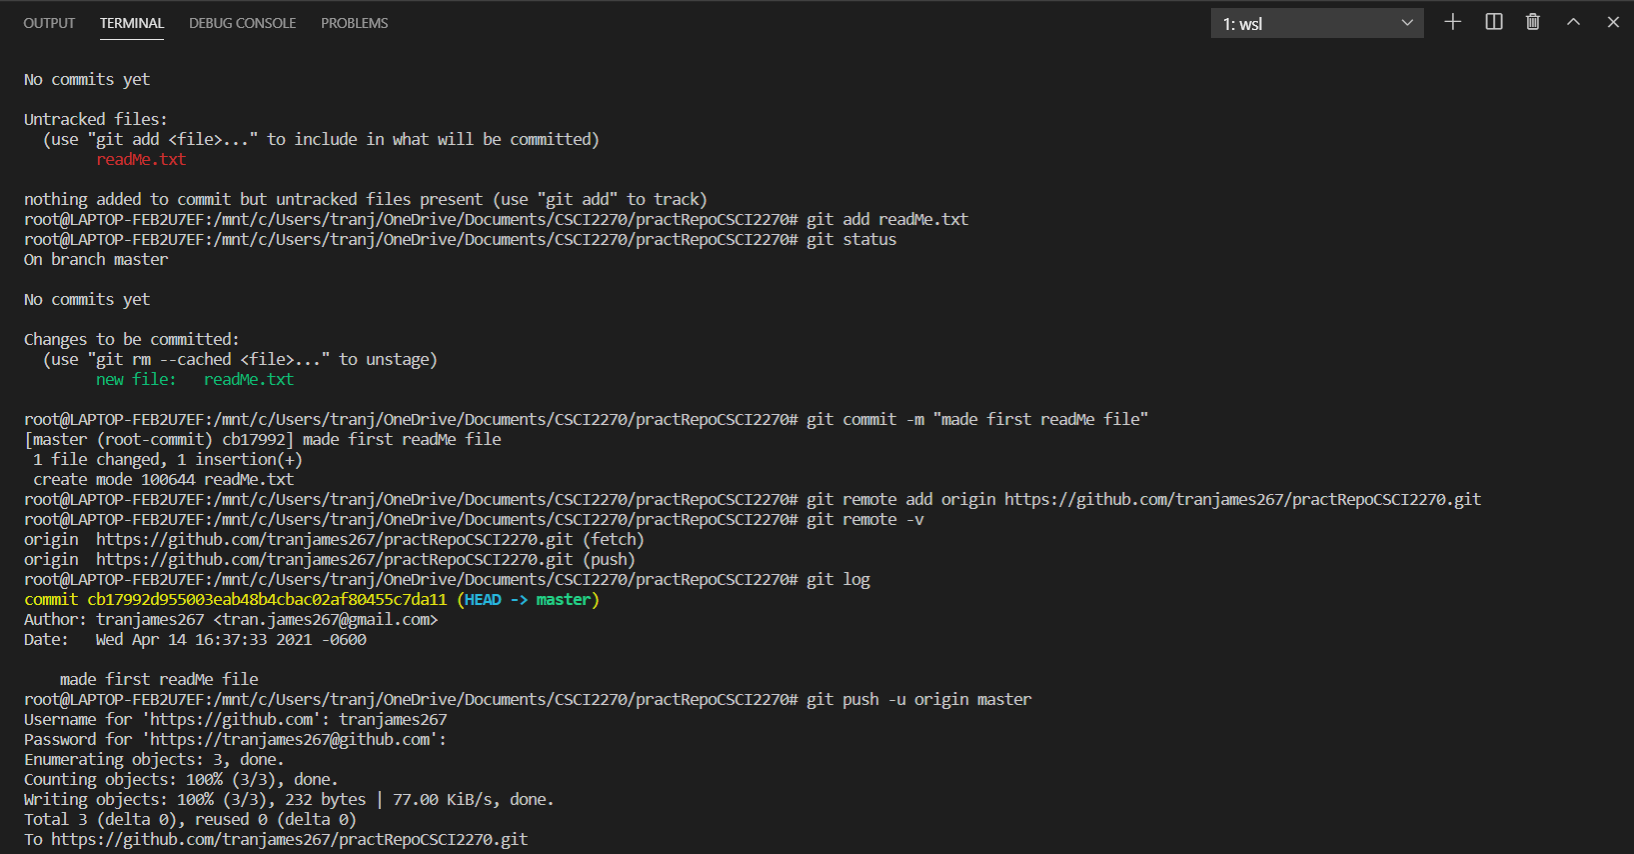 OUTPUT TERMINAL DEBUG CONSOLE PROBLEMS 1: wsl
No commits yet
Untracked files:
(use "git add <file>..." to include in what will be committed)
readMe.txt
nothing added to commit but untracked files present (use "git add" to track)
root@LAPTOP-FEB2U7EF:/mnt/c/Users/tranj/OneDrive/Documents/CSCI2270/practRepoCSCI2270# git add readMe.txt
root@LAPTOP-FEB2U7EF:/mnt/c/Users/tranj/OneDrive/Documents/CSCI2270/practRepoCSCI2270# git status
On branch master
No commits yet
Changes to be committed:
(use "git rm --cached <file>..." to unstage)
new file:   readMe.txt
root@LAPTOP-FEB2U7EF:/mnt/c/Users/tranj/OneDrive/Documents/CSCI2270/practRepoCSCI2270# git commit -m "made first readMe file"
[master (root-commit) cb17992] made first readMe file
1 file changed, 1 insertion(+)
create mode 100644 readMe.txt
root@LAPTOP-FEB2U7EF:/mnt/c/Users/tranj/OneDrive/Documents/CSCI2270/practRepoCSCI2270# git remote add origin https://github.com/tranjames267/practRepoCSCI2270.git
root@LAPTOP-FEB2U7EF:/mnt/c/Users/tranj/OneDrive/Documents/CSCI2270/practRepoCSCI2270# git remote -v
origin  https://github.com/tranjames267/practRepoCSCI2270.git (fetch)
origin  https://github.com/tranjames267/practRepoCSCI2270.git (push)
root@LAPTOP-FEB2U7EF:/mnt/c/Users/tranj/OneDrive/Documents/CSCI2270/practRepoCSCI2270# git log
commit cb17992d955003eab48b4cbac02af80455c7da11 (HEAD -> master)
Author: tranjames267 <tran.james267@gmail.com>
Date:   Wed Apr 14 16:37:33 2021 -0600
made first readMe file
root@LAPTOP-FEB2U7EF:/mnt/c/Users/tranj/OneDrive/Documents/CSCI2270/practRepoCSCI2270# git push -u origin master
Username for 'https://github.com': tranjames267
Password for 'https://tranjames267@github.com':
Enumerating objects: 3, done.
Counting objects: 100% (3/3), done.
Writing objects: 100% (3/3), 232 bytes | 77.00 KiB/s, done.
Total 3 (delta 0), reused 0 (delta 0)
To https://github.com/tranjames267/practRepoCSCI2270.git